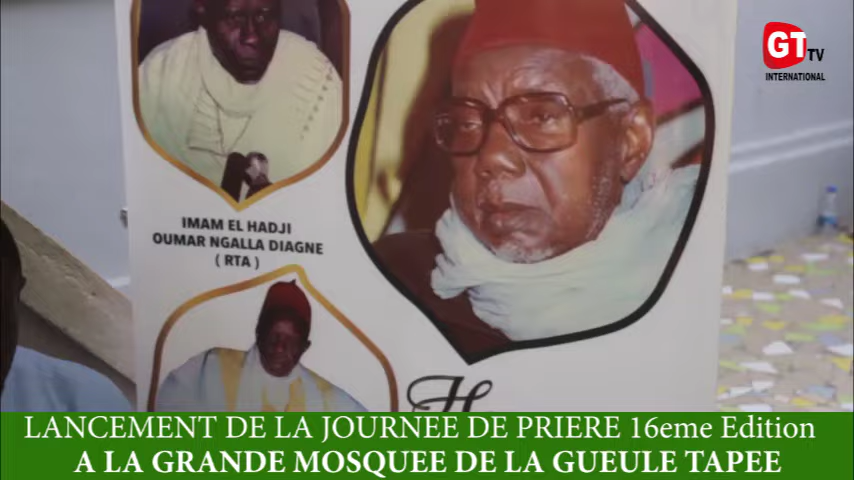 GT TV
INTERNATIONAL
IMAM EL HADJI
OUMAR NGALLA DIAGNE
( RTA )
H
LANCEMENT DE LA JOURNEE DE PRIERE 16eme Edition
A LA GRANDE MOSQUEE DE LA GUEULE TAPEE